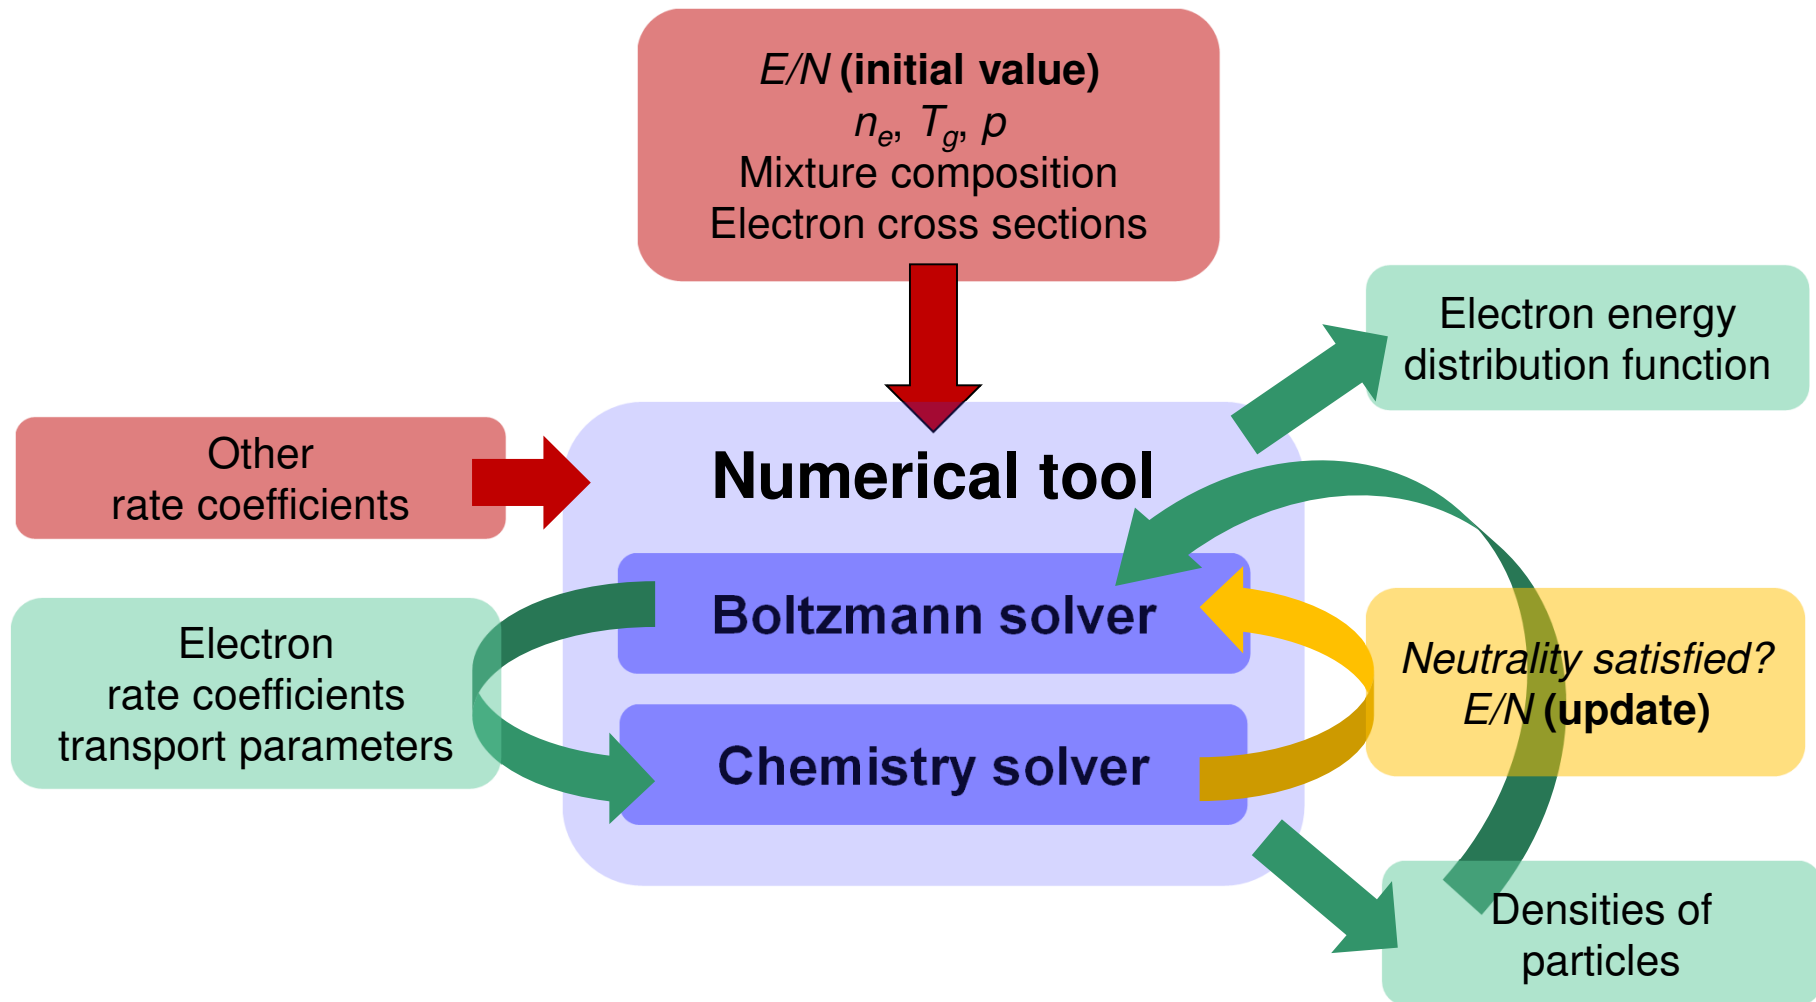 E/N (initial value)
nₑ, T_g, p
Mixture composition
Electron cross sections
Electron energy
distribution function
Other
rate coefficients
Numerical tool
Boltzmann solver
Electron
rate coefficients
transport parameters
Neutrality satisfied?
E/N (update)
Chemistry solver
Densities of
particles